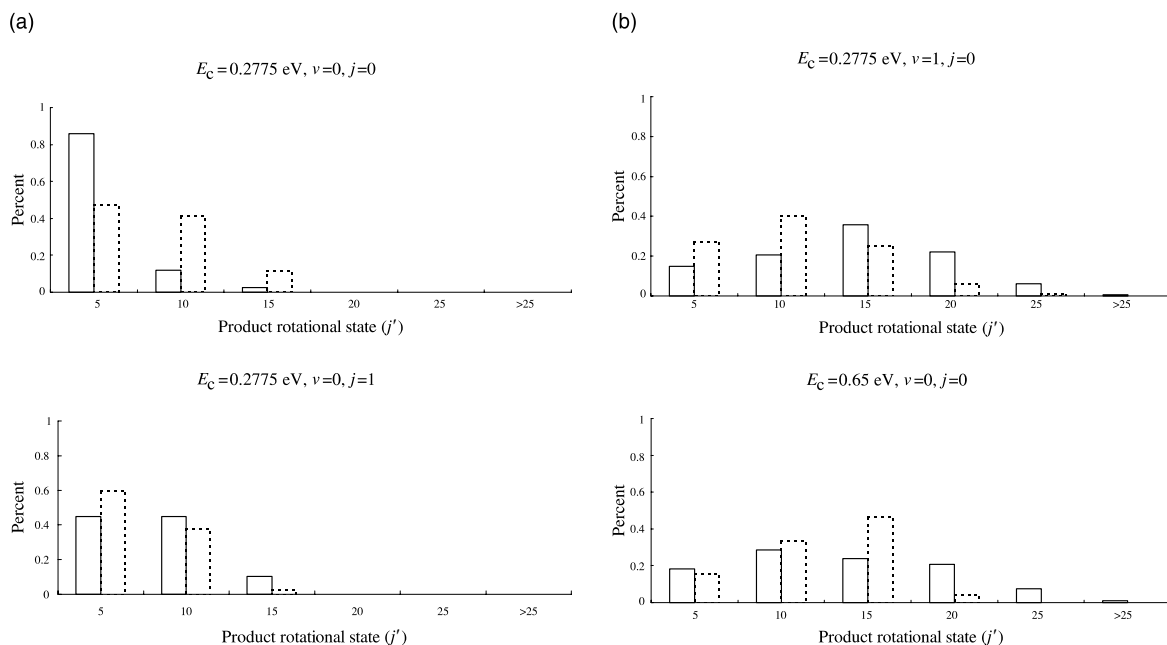 (a)
E_c = 0.2775 eV, v=0, j=0
1
0.8
0.6
0.4
0.2
0
Percent
5 10 15 20 25 >25
Product rotational state (j′)
E_c = 0.2775 eV, v=0, j=1
1
0.8
0.6
0.4
0.2
0
Percent
5 10 15 20 25 >25
Product rotational state (j′)
(b)
E_c = 0.2775 eV, v=1, j=0
1
0.8
0.6
0.4
0.2
0
Percent
5 10 15 20 25 >25
Product rotational state (j′)
E_c = 0.65 eV, v=0, j=0
1
0.8
0.6
0.4
0.2
0
Percent
5 10 15 20 25 >25
Product rotational state (j′)